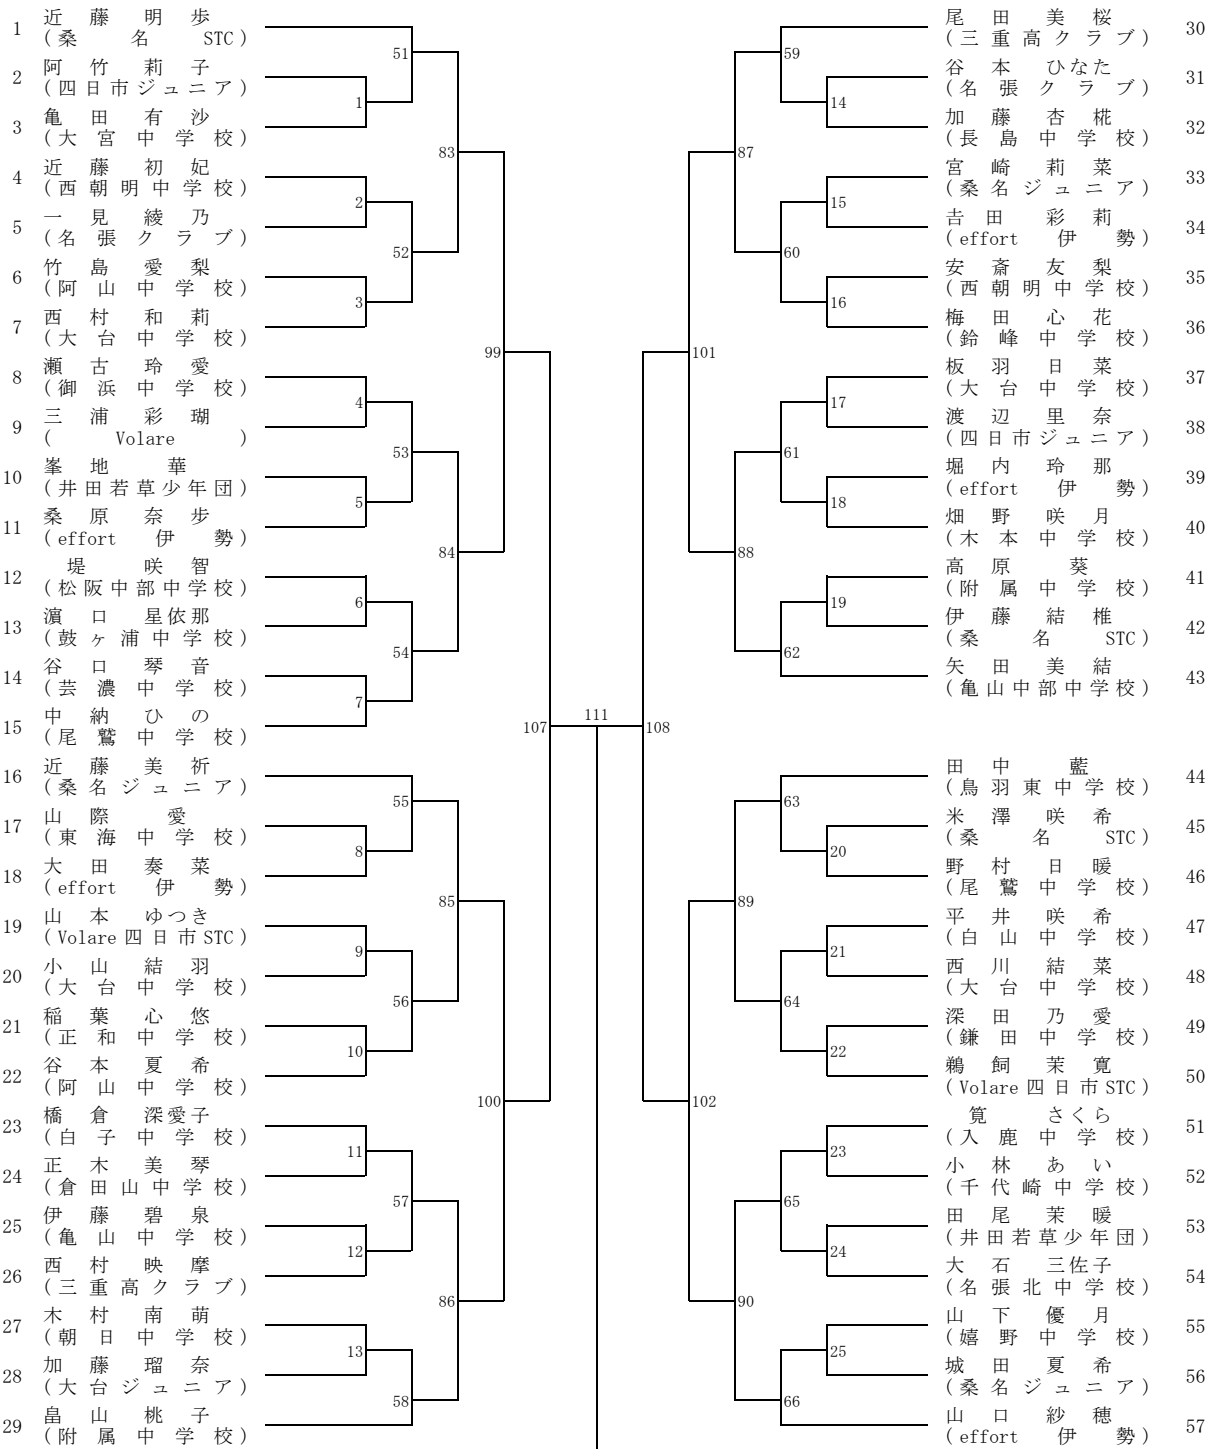 1 近藤明歩
(桑名STC)
2 阿竹莉子
(四日市ジュニア)
3 亀田有沙
(大宮中学校)
4 近藤初妃
(西朝明中学校)
5 一見綾乃
(名張クラブ)
6 竹島愛梨
(阿山中学校)
7 西村和莉
(大台中学校)
8 瀬古玲愛
(御浜中学校)
9 三浦彩瑚
(Volare)
10 峯地華
(井田若草少年団)
11 桑原奈歩
(effort伊勢)
12 堤咲智
(松阪中部中学校)
13 濵口星依那
(鼓ヶ浦中学校)
14 谷口琴音
(芸濃中学校)
15 中納ひの
(尾鷲中学校)
16 近藤美祈
(桑名ジュニア)
17 山際愛
(東海中学校)
18 大田奏菜
(effort伊勢)
19 山本ゆつき
(Volare四日市STC)
20 小山結羽
(大台中学校)
21 稲葉心悠
(正和中学校)
22 谷本夏希
(阿山中学校)
23 橋倉深愛子
(白子中学校)
24 正木美琴
(倉田山中学校)
25 伊藤碧泉
(亀山中学校)
26 西村映摩
(三重高クラブ)
27 木村南萌
(朝日中学校)
28 加藤瑠奈
(大台ジュニア)
29 畠山桃子
(附属中学校)
51
1
83
2
52
3
99
4
53
5
84
6
54
7
107
111
108
55
8
85
9
56
10
100
11
57
12
86
13
58
59
14
87
15
60
16
101
17
61
18
88
19
62
63
20
89
21
64
22
102
23
65
24
90
25
66
尾田美桜 30
(三重高クラブ)
谷本ひなた 31
(名張クラブ)
加藤杏椛 32
(長島中学校)
宮崎莉菜 33
(桑名ジュニア)
𠮷田彩莉 34
(effort伊勢)
安斎友梨 35
(西朝明中学校)
梅田心花 36
(鈴峰中学校)
板羽日菜 37
(大台中学校)
渡辺里奈 38
(四日市ジュニア)
堀内玲那 39
(effort伊勢)
畑野咲月 40
(木本中学校)
高原葵 41
(附属中学校)
伊藤結椎 42
(桑名STC)
矢田美結 43
(亀山中部中学校)
田中藍 44
(鳥羽東中学校)
米澤咲希 45
(桑名STC)
野村日暖 46
(尾鷲中学校)
平井咲希 47
(白山中学校)
西川結菜 48
(大台中学校)
深田乃愛 49
(鎌田中学校)
鵜飼茉寛 50
(Volare四日市STC)
筧さくら 51
(入鹿中学校)
小林あい 52
(千代崎中学校)
田尾茉暖 53
(井田若草少年団)
大石三佐子 54
(名張北中学校)
山下優月 55
(嬉野中学校)
城田夏希 56
(桑名ジュニア)
山口紗穂 57
(effort伊勢)